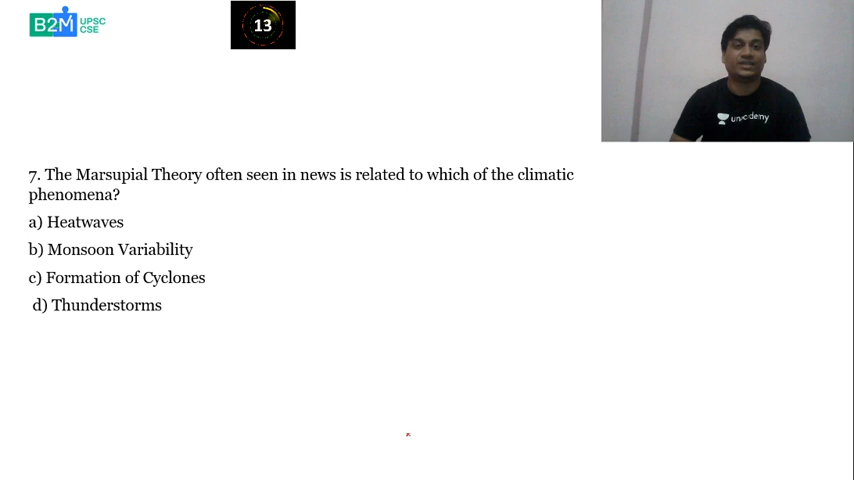 B2M UPSC
CSE
13
unacademy
7. The Marsupial Theory often seen in news is related to which of the climatic
phenomena?
a) Heatwaves
b) Monsoon Variability
c) Formation of Cyclones
d) Thunderstorms